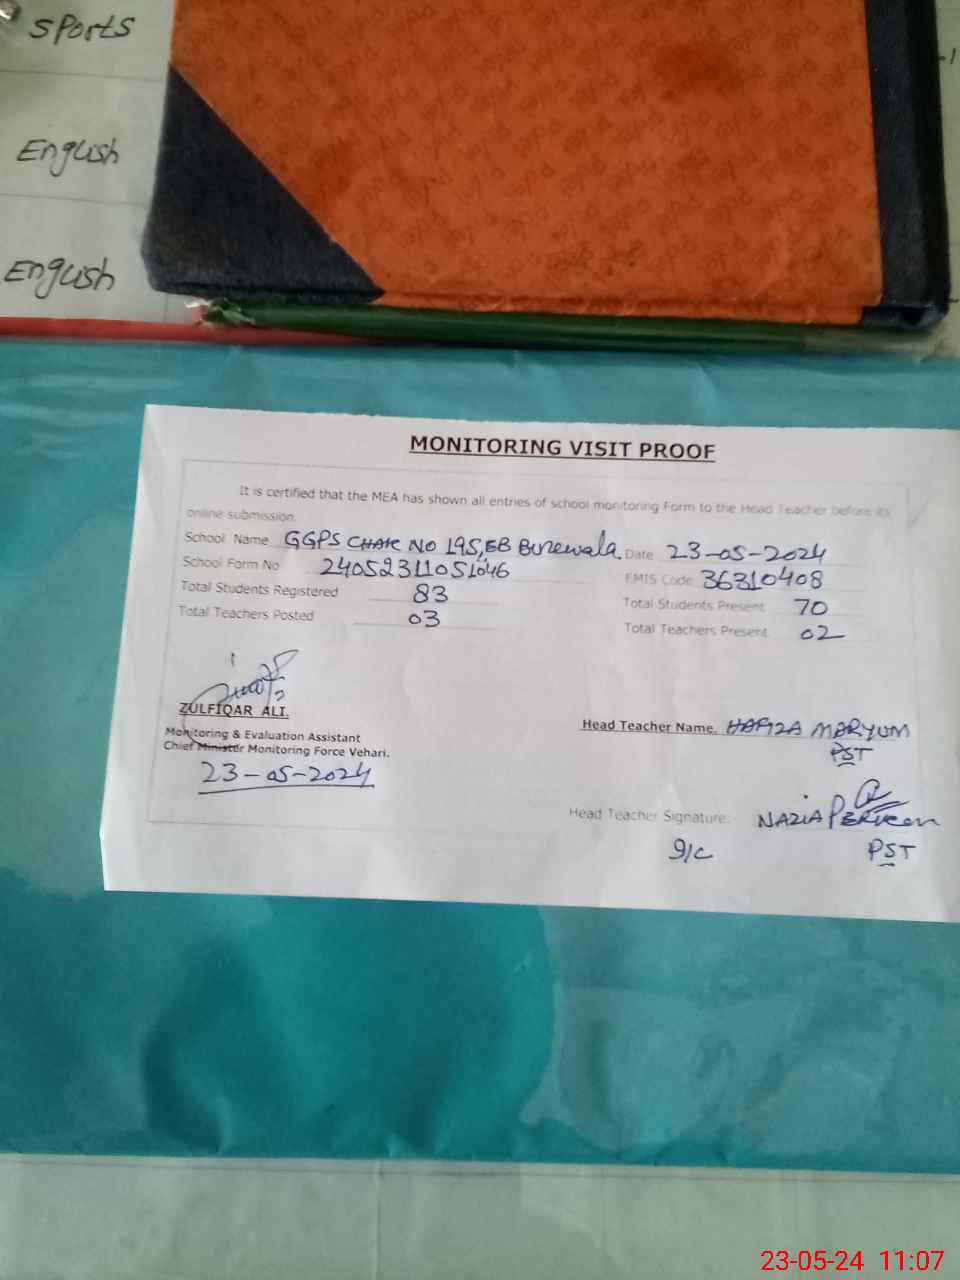 SPorts
English
English
MONITORING VISIT PROOF
It is certified that the MEA has shown all entries of school monitoring Form to the Head Teacher before its
online submission.
School Name GGPS CHAK NO 195/EB Burewala Date 23-05-2024
School Form No 24052311051046 EMIS Code 36310408
Total Students Registered 83 Total Students Present 70
Total Teachers Posted 03 Total Teachers Present 02
ZULFIQAR ALI.
Monitoring & Evaluation Assistant
Chief Minister Monitoring Force Vehari.
23-05-2024
Head Teacher Name. HAFIZA MARYUM
PST
Head Teacher Signature. NAZIA PERVEEN
I/C PST
23-05-24 11:07